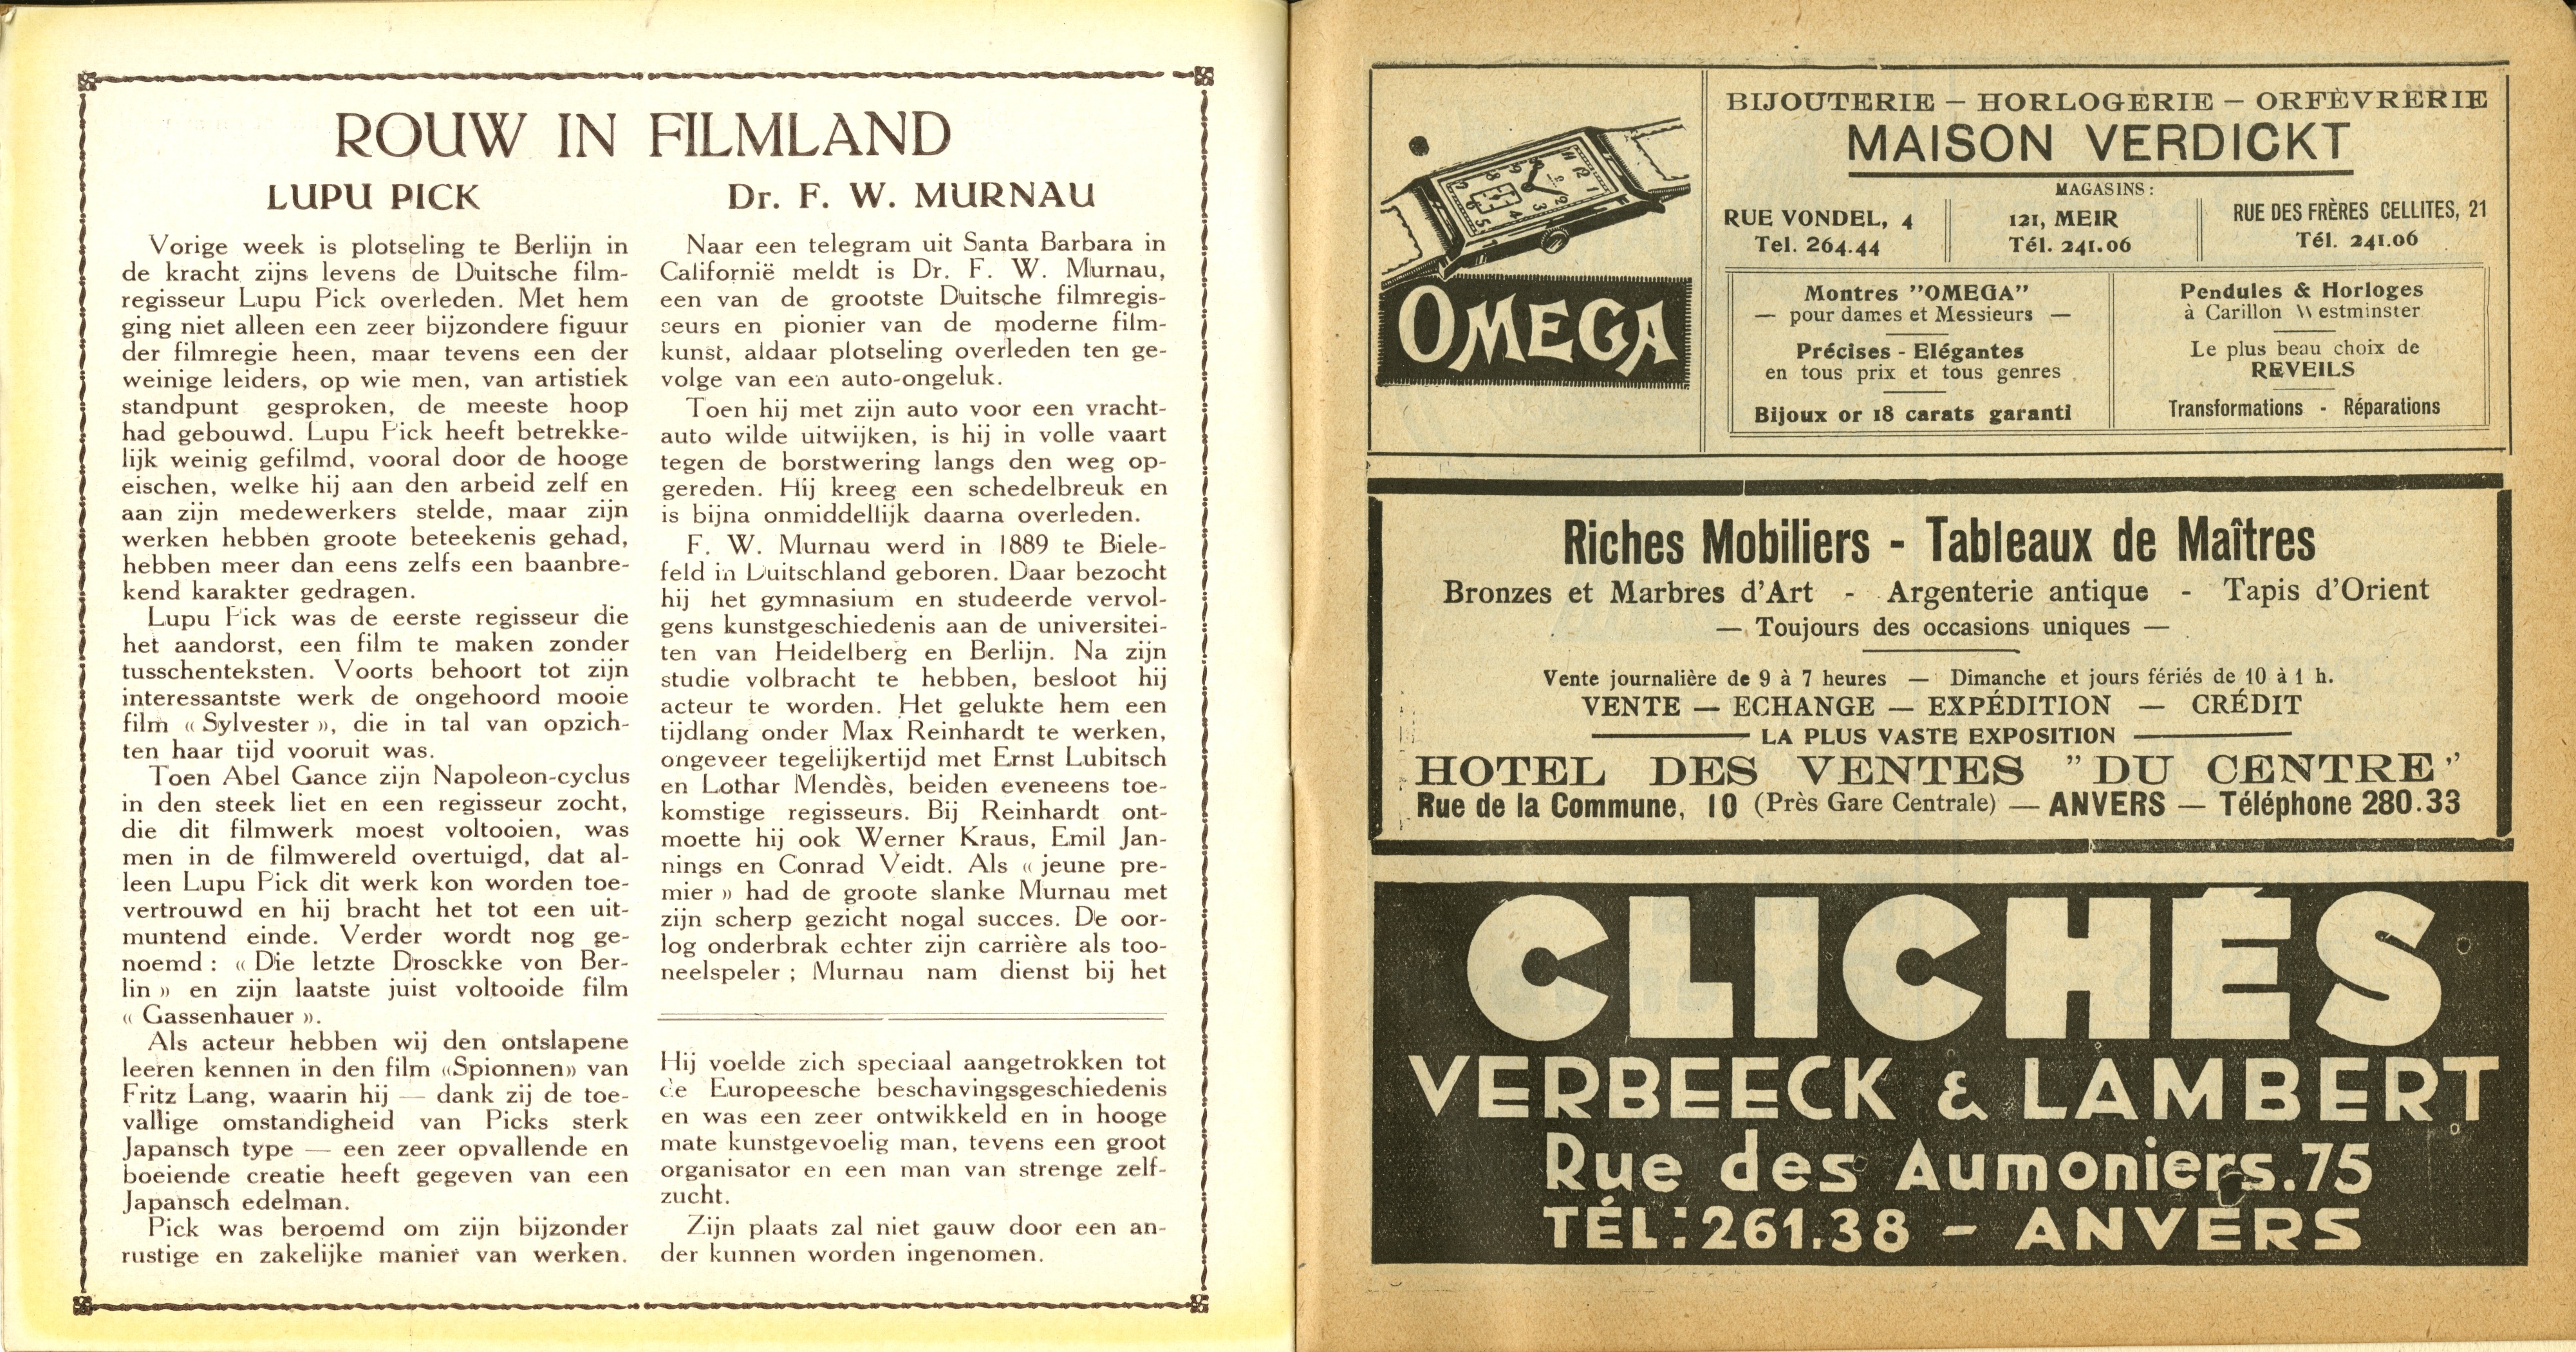 ROUW IN FILMLAND
LUPU PICK
Vorige week is plotseling te Berlijn in
de kracht zijns levens de Duitsche film-
regisseur Lupu Pick overleden. Met hem
ging niet alleen een zeer bijzondere figuur
der filmregie heen, maar tevens een der
weinige leiders, op wie men, van artistiek
standpunt gesproken, de meeste hoop
had gebouwd. Lupu Pick heeft betrekke-
lijk weinig gefilmd, vooral door de hooge
eischen, welke hij aan den arbeid zelf en
aan zijn medewerkers stelde, maar zijn
werken hebben groote beteekenis gehad,
hebben meer dan eens zelfs een baanbre-
kend karakter gedragen.
Lupu Pick was de eerste regisseur die
het aandorst, een film te maken zonder
tusschenteksten. Voorts behoort tot zijn
interessantste werk de ongehoord mooie
film « Sylvester », die in tal van opzich-
ten haar tijd vooruit was.
Toen Abel Gance zijn Napoleon-cyclus
in den steek liet en een regisseur zocht,
die dit filmwerk moest voltooien, was
men in de filmwereld overtuigd, dat al-
leen Lupu Pick dit werk kon worden toe-
vertrouwd en hij bracht het tot een uit-
muntend einde. Verder wordt nog ge-
noemd : « Die letzte Drosckke von Ber-
lin » en zijn laatste juist voltooide film
« Gassenhauer ».
Als acteur hebben wij den ontslapene
leeren kennen in den film «Spionnen» van
Fritz Lang, waarin hij — dank zij de toe-
vallige omstandigheid van Picks sterk
Japansch type — een zeer opvallende en
boeiende creatie heeft gegeven van een
Japansch edelman.
Pick was beroemd om zijn bijzonder
rustige en zakelijke manier van werken.
Dr. F. W. MURNAU
Naar een telegram uit Santa Barbara in
Californië meldt is Dr. F. W. Murnau,
een van de grootste Duitsche filmregis-
seurs en pionier van de moderne film-
kunst, aldaar plotseling overleden ten ge-
volge van een auto-ongeluk.
Toen hij met zijn auto voor een vracht-
auto wilde uitwijken, is hij in volle vaart
tegen de borstwering langs den weg op-
gereden. Hij kreeg een schedelbreuk en
is bijna onmiddellijk daarna overleden.
F. W. Murnau werd in 1889 te Biele-
feld in Duitschland geboren. Daar bezocht
hij het gymnasium en studeerde vervol-
gens kunstgeschiedenis aan de universitei-
ten van Heidelberg en Berlijn. Na zijn
studie volbracht te hebben, besloot hij
acteur te worden. Het gelukte hem een
tijdlang onder Max Reinhardt te werken,
ongeveer tegelijkertijd met Ernst Lubitsch
en Lothar Mendès, beiden eveneens toe-
komstige regisseurs. Bij Reinhardt ont-
moette hij ook Werner Kraus, Emil Jan-
nings en Conrad Veidt. Als « jeune pre-
mier » had de groote slanke Murnau met
zijn scherp gezicht nogal succes. De oor-
log onderbrak echter zijn carrière als too-
neelspeler ; Murnau nam dienst bij het
Hij voelde zich speciaal aangetrokken tot
de Europeesche beschavingsgeschiedenis
en was een zeer ontwikkeld en in hooge
mate kunstgevoelig man, tevens een groot
organisator en een man van strenge zelf-
zucht.
Zijn plaats zal niet gauw door een an-
der kunnen worden ingenomen.
OMEGA
BIJOUTERIE — HORLOGERIE — ORFÈVRERIE
MAISON VERDICKT
MAGASINS :
RUE VONDEL, 4
Tel. 264.44
121, MEIR
Tél. 241.06
RUE DES FRÈRES CELLITES, 21
Tél. 241.06
Montres "OMEGA"
— pour dames et Messieurs —
Précises - Elégantes
en tous prix et tous genres
Bijoux or 18 carats garanti
Pendules & Horloges
à Carillon Westminster
Le plus beau choix de
REVEILS
Transformations - Réparations
Riches Mobiliers - Tableaux de Maîtres
Bronzes et Marbres d'Art - Argenterie antique - Tapis d'Orient
— Toujours des occasions uniques —
Vente journalière de 9 à 7 heures — Dimanche et jours fériés de 10 à 1 h.
VENTE — ECHANGE — EXPÉDITION — CRÉDIT
LA PLUS VASTE EXPOSITION
HOTEL DES VENTES "DU CENTRE"
Rue de la Commune, 10 (Près Gare Centrale) — ANVERS — Téléphone 280.33
CLICHÉS
VERBEECK & LAMBERT
Rue des Aumoniers.75
TÉL:261.38 - ANVERS